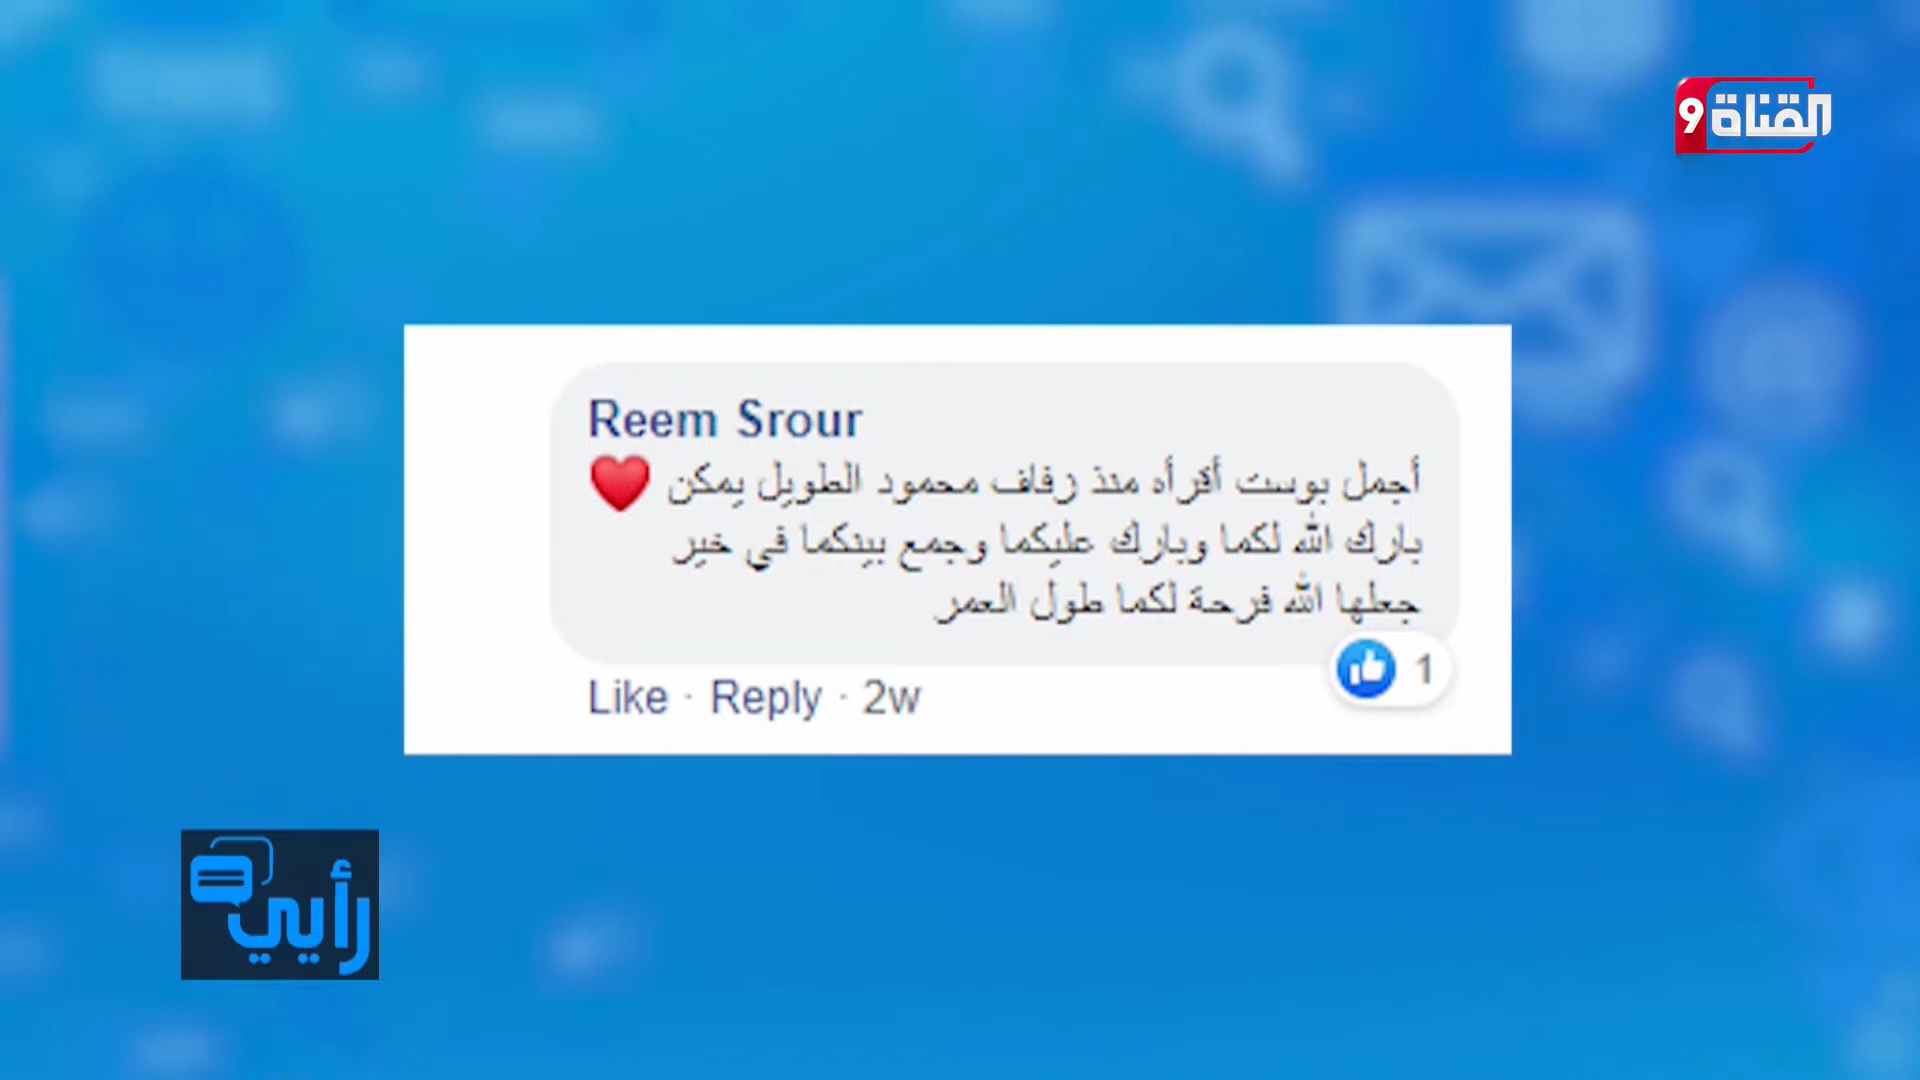 القناة 9
Reem Srour
أجمل بوست أقرأه منذ زفاف محمود الطويل يمكن ❤️
بارك الله لكما وبارك عليكما وجمع بينكما في خير
جعلها الله فرحة لكما طول العمر
1
Like · Reply · 2w
رأيي